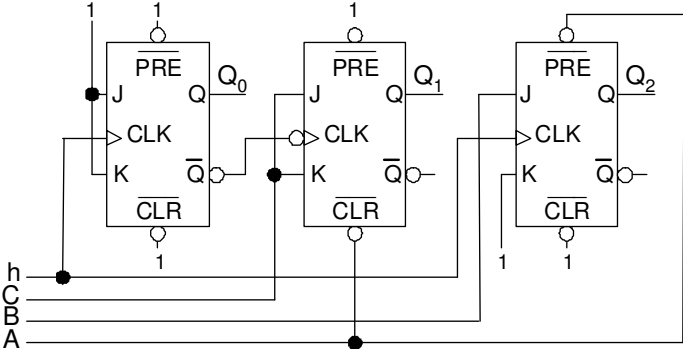 1 1 1
PRE PRE PRE
J Q Q0 J Q Q1 J Q Q2
CLK CLK CLK
K Q K Q K Q
CLR CLR CLR
1 1 1
h
C
B
A